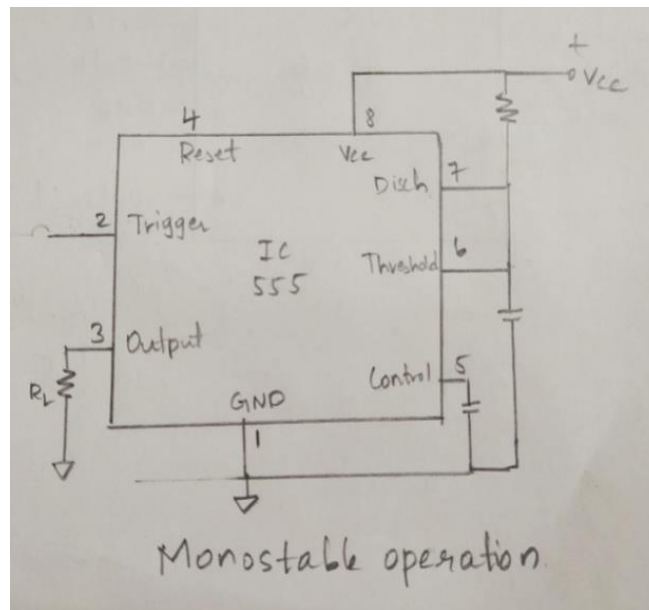 +
Vcc
4
8
Reset
Vcc
7
Disch
2
Trigger
IC
555
6
Threshold
3
Output
5
Control
RL
GND
1
Monostable operation.